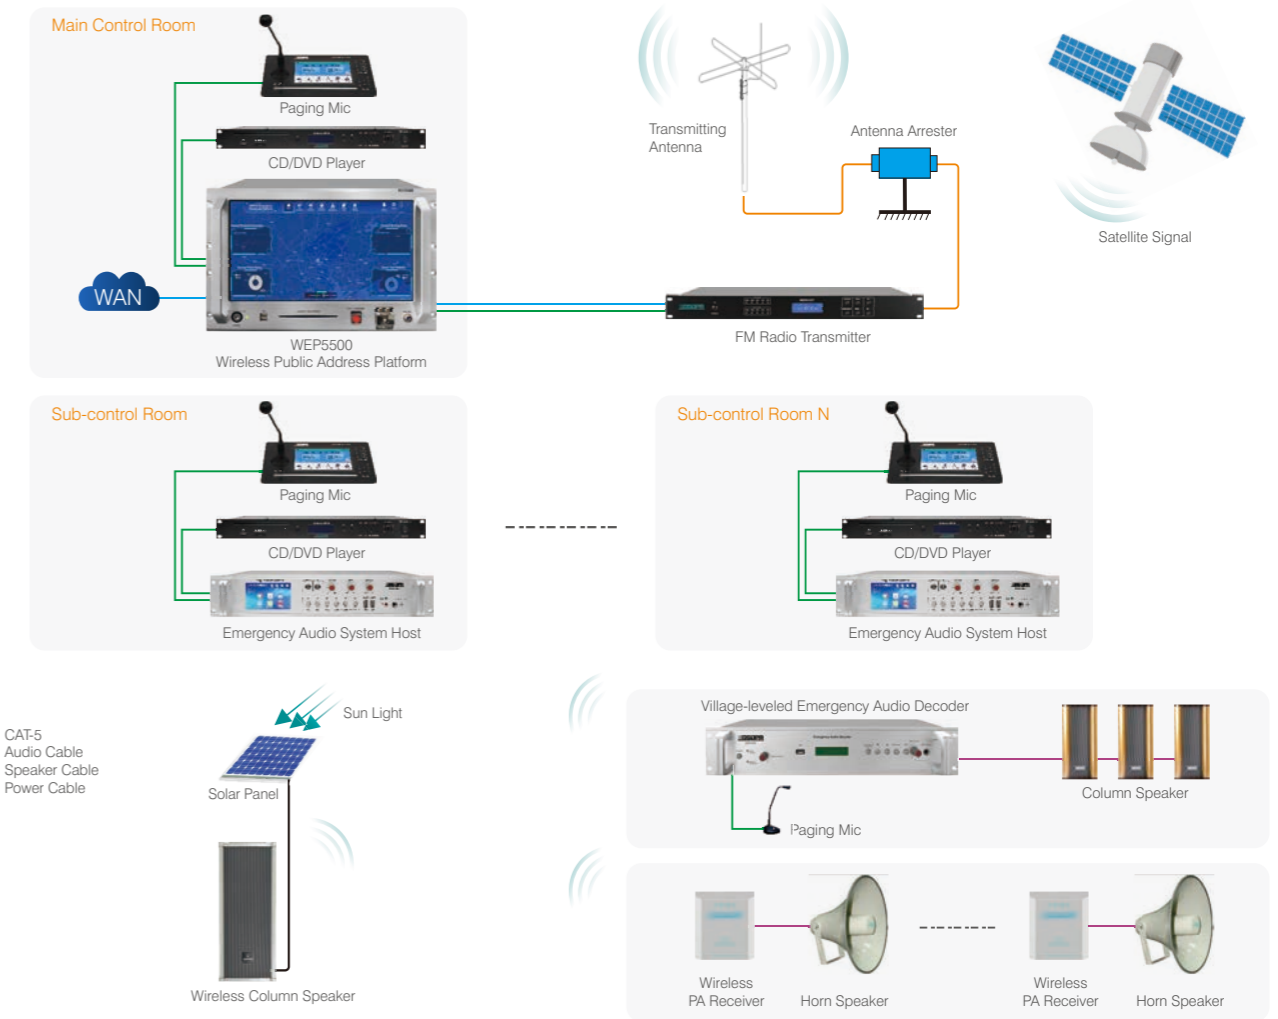 Main Control Room
Paging Mic
CD/DVD Player
WAN
WEP5500
Wireless Public Address Platform
Transmitting
Antenna
Antenna Arrester
Satellite Signal
FM Radio Transmitter
Sub-control Room
Paging Mic
CD/DVD Player
Emergency Audio System Host
Sub-control Room N
Paging Mic
CD/DVD Player
Emergency Audio System Host
CAT-5
Audio Cable
Speaker Cable
Power Cable
Sun Light
Solar Panel
Wireless Column Speaker
Village-leveled Emergency Audio Decoder
Emergency Audio Decoder
Column Speaker
Paging Mic
Wireless
PA Receiver
Horn Speaker
Wireless
PA Receiver
Horn Speaker